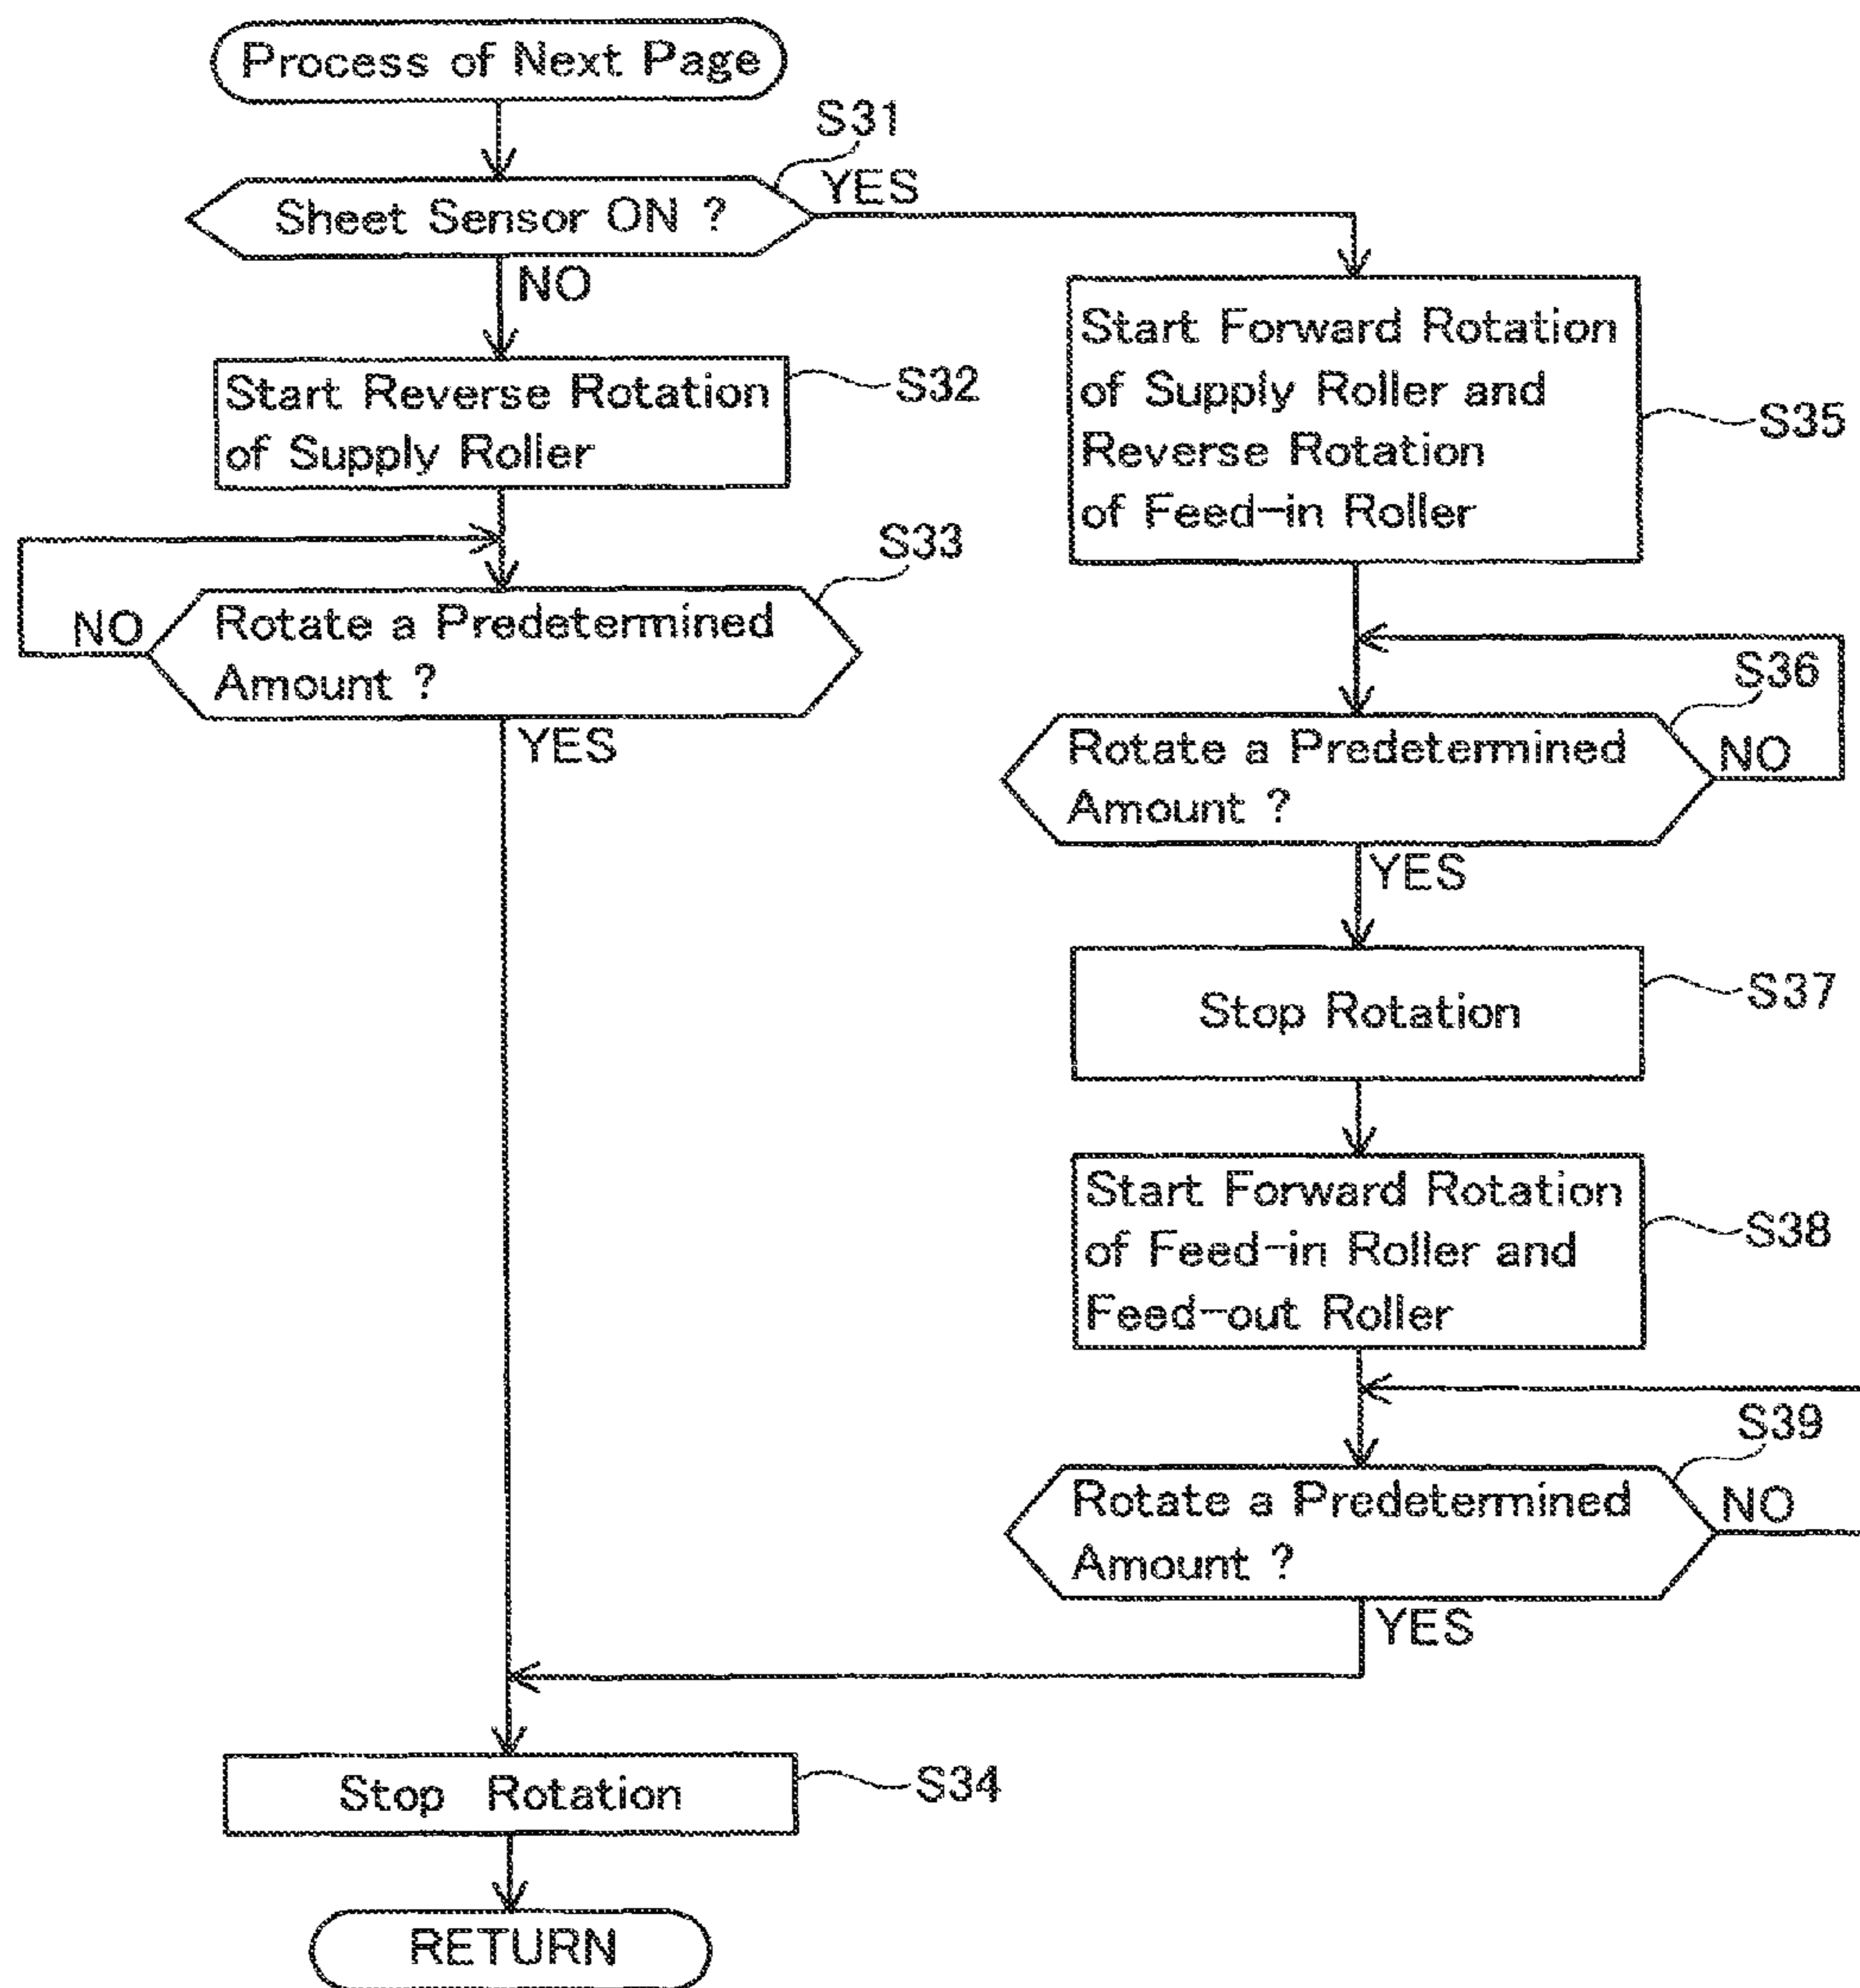 Process of Next Page
S31
Sheet Sensor ON ?
YES
NO
Start Reverse Rotation
of Supply Roller
S32
S33
Rotate a Predetermined
Amount ?
NO
YES
Start Forward Rotation
of Supply Roller and
Reverse Rotation
of Feed-in Roller
S35
S36
Rotate a Predetermined
Amount ?
NO
YES
Stop Rotation
S37
Start Forward Rotation
of Feed-in Roller and
Feed-out Roller
S38
S39
Rotate a Predetermined
Amount ?
NO
YES
Stop Rotation
S34
RETURN